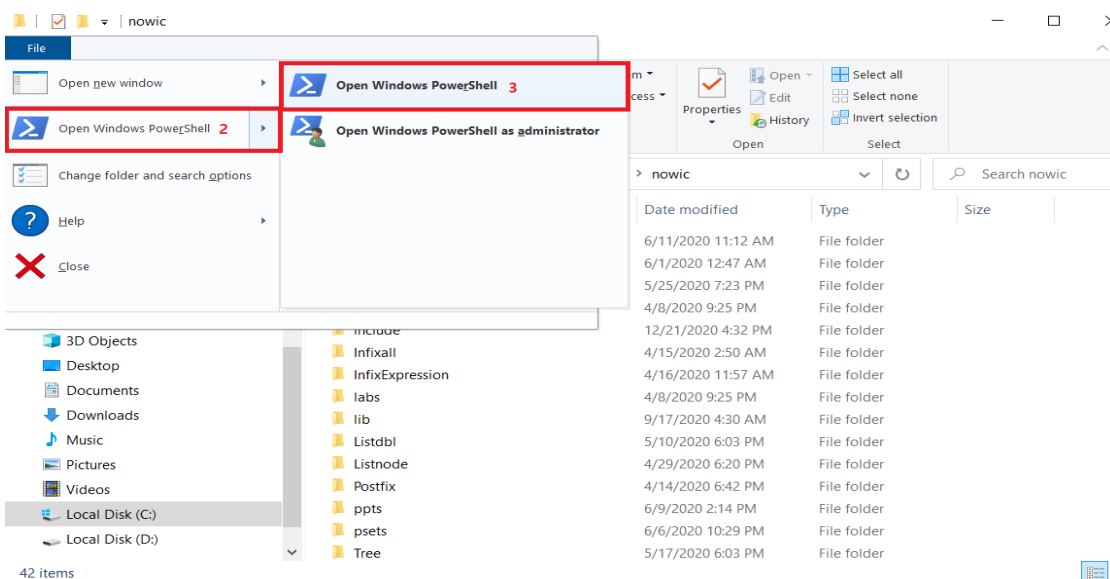 nowic
File
Open new window
Open Windows PowerShell 2
Change folder and search options
Help
Close
Open Windows PowerShell 3
Open Windows PowerShell as administrator
Properties
Open
Edit
History
Open
Select all
Select none
Invert selection
Select
nowic
Search nowic
Date modified Type Size
6/11/2020 11:12 AM File folder
6/1/2020 12:47 AM File folder
5/25/2020 7:23 PM File folder
4/8/2020 9:25 PM File folder
include 12/21/2020 4:32 PM File folder
Infixall 4/15/2020 2:50 AM File folder
InfixExpression 4/16/2020 11:57 AM File folder
labs 4/8/2020 9:25 PM File folder
lib 9/17/2020 4:30 AM File folder
Listdbl 5/10/2020 6:03 PM File folder
Listnode 4/29/2020 6:20 PM File folder
Postfix 4/14/2020 6:42 PM File folder
ppts 6/9/2020 2:14 PM File folder
psets 6/6/2020 10:29 PM File folder
Tree 5/17/2020 6:03 PM File folder
3D Objects
Desktop
Documents
Downloads
Music
Pictures
Videos
Local Disk (C:)
Local Disk (D:)
42 items